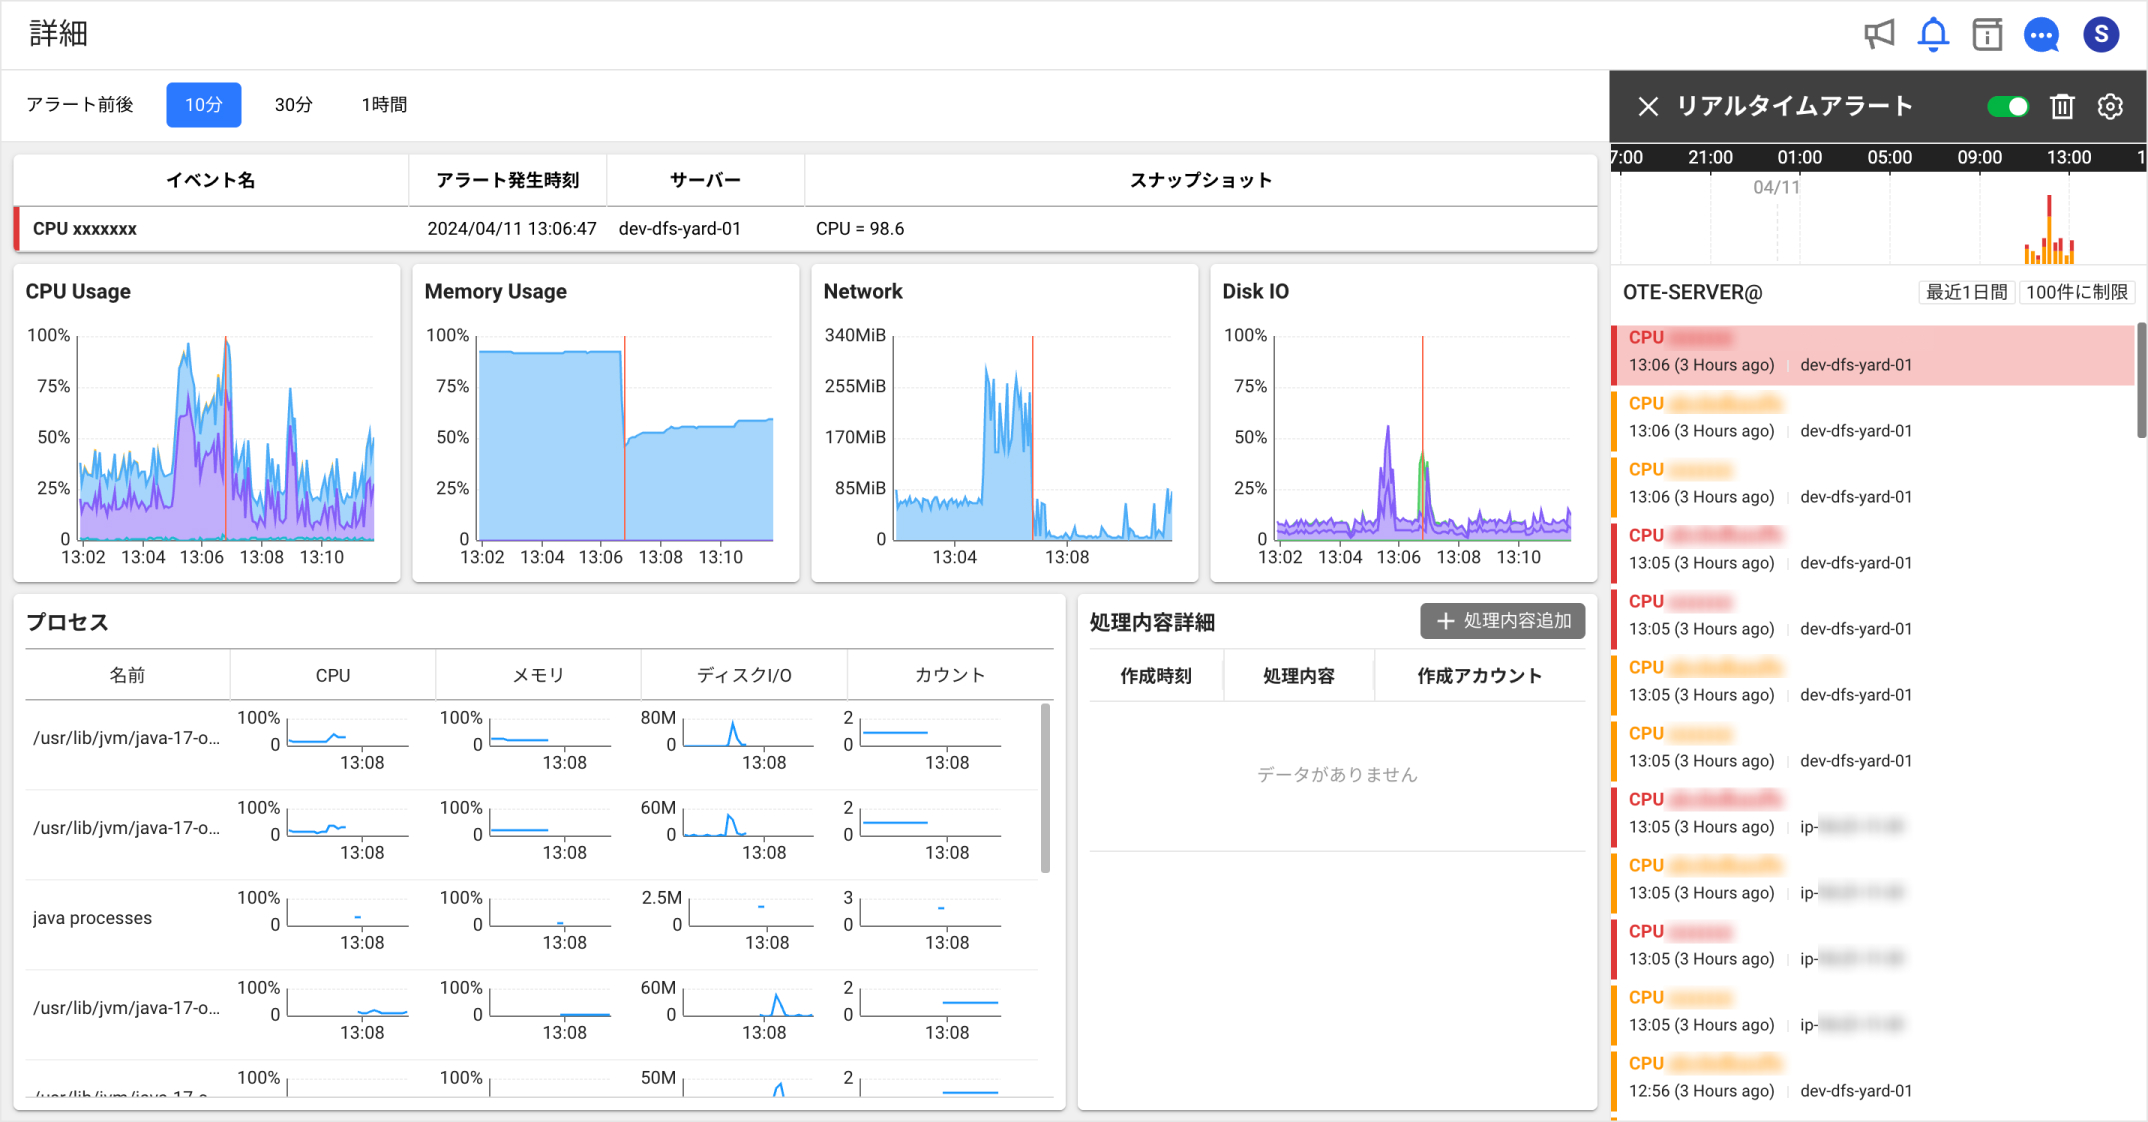 詳細
S
アラート前後
10分
30分
1時間
イベント名
アラート発生時刻
サーバー
スナップショット
CPU xxxxxxx
2024/04/11 13:06:47
dev-dfs-yard-01
CPU = 98.6
CPU Usage
100%
75%
50%
25%
0
13:02 13:04 13:06 13:08 13:10
Memory Usage
100%
75%
50%
25%
0
13:02 13:04 13:06 13:08 13:10
Network
340MiB
255MiB
170MiB
85MiB
0
13:04 13:08
Disk IO
100%
75%
50%
25%
0
13:02 13:04 13:06 13:08 13:10
プロセス
名前
CPU
メモリ
ディスクI/O
カウント
/usr/lib/jvm/java-17-o...
100%
0
13:08
100%
0
13:08
80M
0
13:08
2
0
13:08
/usr/lib/jvm/java-17-o...
100%
0
13:08
100%
0
13:08
60M
0
13:08
2
0
13:08
java processes
100%
0
13:08
100%
0
13:08
2.5M
0
13:08
3
0
13:08
/usr/lib/jvm/java-17-o...
100%
0
13:08
100%
0
13:08
60M
0
13:08
2
0
13:08
/usr/lib/jvm/java-17-o...
100%
100%
50M
2
処理内容詳細
処理内容追加
作成時刻
処理内容
作成アカウント
データがありません
リアルタイムアラート
7:00 21:00 01:00 05:00 09:00 13:00 1
04/11
OTE-SERVER@
最近1日間
100件に制限
CPU
13:06 (3 Hours ago) dev-dfs-yard-01
CPU
13:06 (3 Hours ago) dev-dfs-yard-01
CPU
13:06 (3 Hours ago) dev-dfs-yard-01
CPU
13:05 (3 Hours ago) dev-dfs-yard-01
CPU
13:05 (3 Hours ago) dev-dfs-yard-01
CPU
13:05 (3 Hours ago) dev-dfs-yard-01
CPU
13:05 (3 Hours ago) dev-dfs-yard-01
CPU
13:05 (3 Hours ago) ip-
CPU
13:05 (3 Hours ago) ip-
CPU
13:05 (3 Hours ago) ip-
CPU
13:05 (3 Hours ago) ip-
CPU
12:56 (3 Hours ago) dev-dfs-yard-01